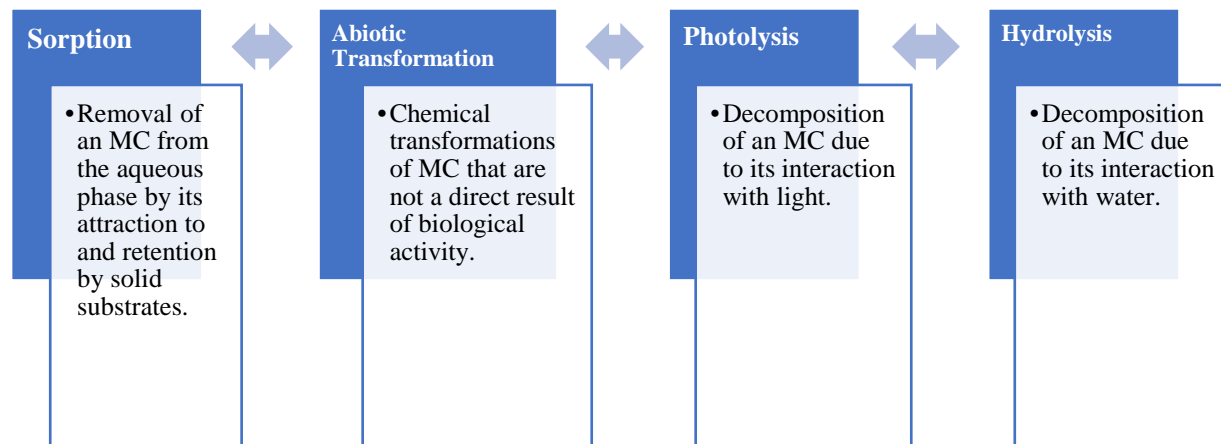 Sorption
•Removal of
an MC from
the aqueous
phase by its
attraction to
and retention
by solid
substrates.
Abiotic
Transformation
•Chemical
transformations
of MC that are
not a direct result
of biological
activity.
Photolysis
•Decomposition
of an MC due
to its interaction
with light.
Hydrolysis
•Decomposition
of an MC due
to its interaction
with water.